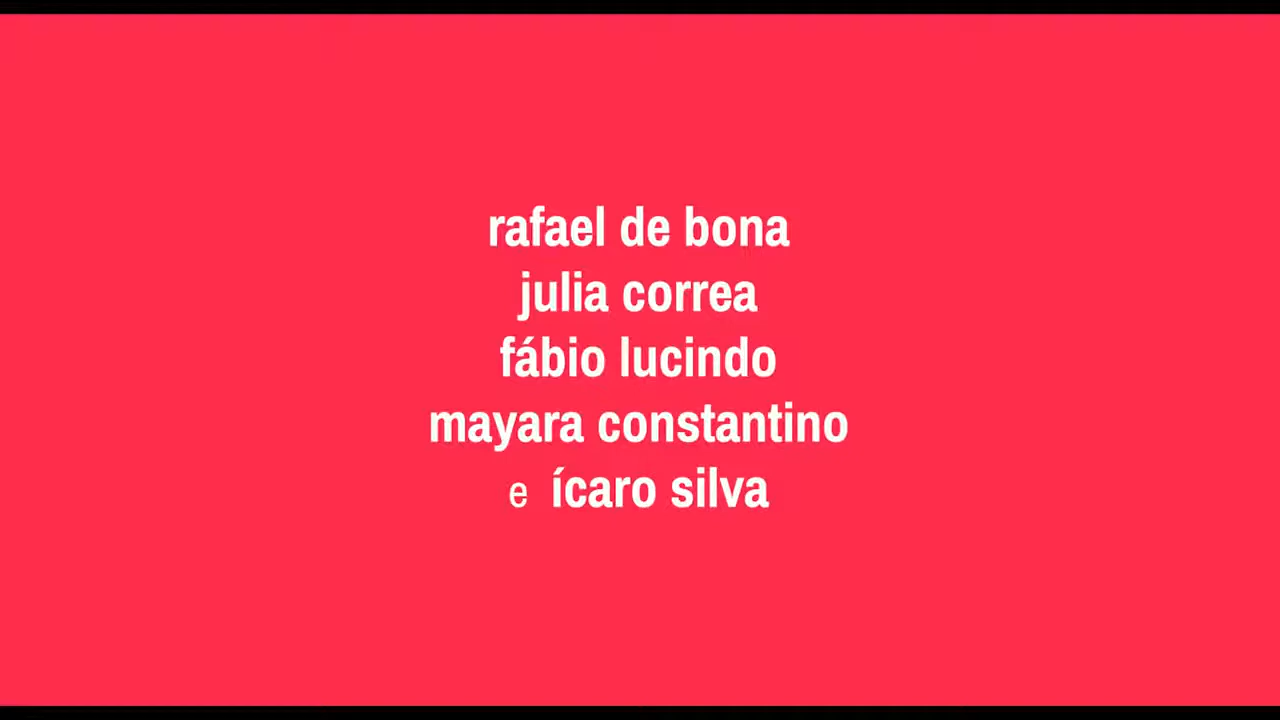 rafael de bona
julia correa
fábio lucindo
mayara constantino
e ícaro silva